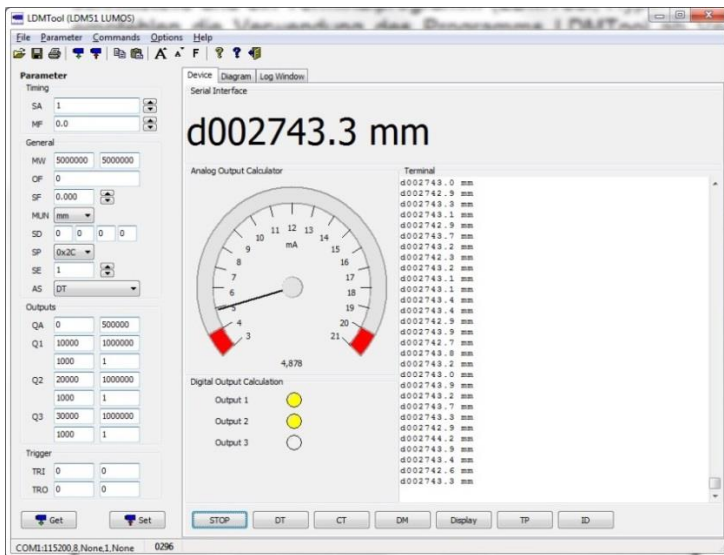 LDMTool (LDM51 LUMOS)
File Parameter Commands Options Help
A A F ? ?
Parameter
Timing
SA 1
MF 0.0
General
MW 5000000 5000000
OF 0
SF 0.000
MUN mm
SD 0 0 0 0
SP 0x2C
SE 1
AS DT
Outputs
QA 0 500000
Q1 10000 1000000
1000 1
Q2 20000 1000000
1000 1
Q3 30000 1000000
1000 1
Trigger
TRI 0 0
TRO 0 0
Get Set
Device Diagram Log Window
Serial Interface
d002743.3 mm
Analog Output Calculator
3 4 5 6 7 8 9 10 11 12 13 14 15 16 17 18 19 20 21
mA
4,878
Digital Output Calculation
Output 1
Output 2
Output 3
Terminal
d002743.0 mm
d002742.9 mm
d002743.3 mm
d002743.1 mm
d002742.9 mm
d002743.7 mm
d002743.2 mm
d002742.3 mm
d002743.2 mm
d002743.1 mm
d002743.1 mm
d002743.4 mm
d002743.4 mm
d002742.9 mm
d002743.9 mm
d002742.7 mm
d002743.8 mm
d002743.2 mm
d002743.0 mm
d002743.9 mm
d002743.2 mm
d002743.7 mm
d002743.3 mm
d002742.9 mm
d002744.2 mm
d002743.9 mm
d002743.4 mm
d002742.6 mm
d002743.3 mm
STOP DT CT DM Display TP ID
COM1:115200,8,None,1,None 0296